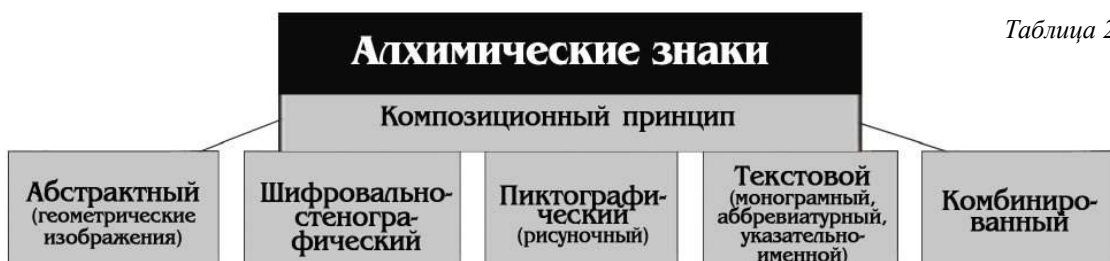 Таблица 2
Алхимические знаки
Композиционный принцип
Абстрактный
(геометрические
изображения)
Шифровально-
стеногра-
фический
Пиктографи-
ческий
(рисуночный)
Текстовой
(монограмный,
аббревиатурный,
указательно-
именной)
Комбиниро-
ванный